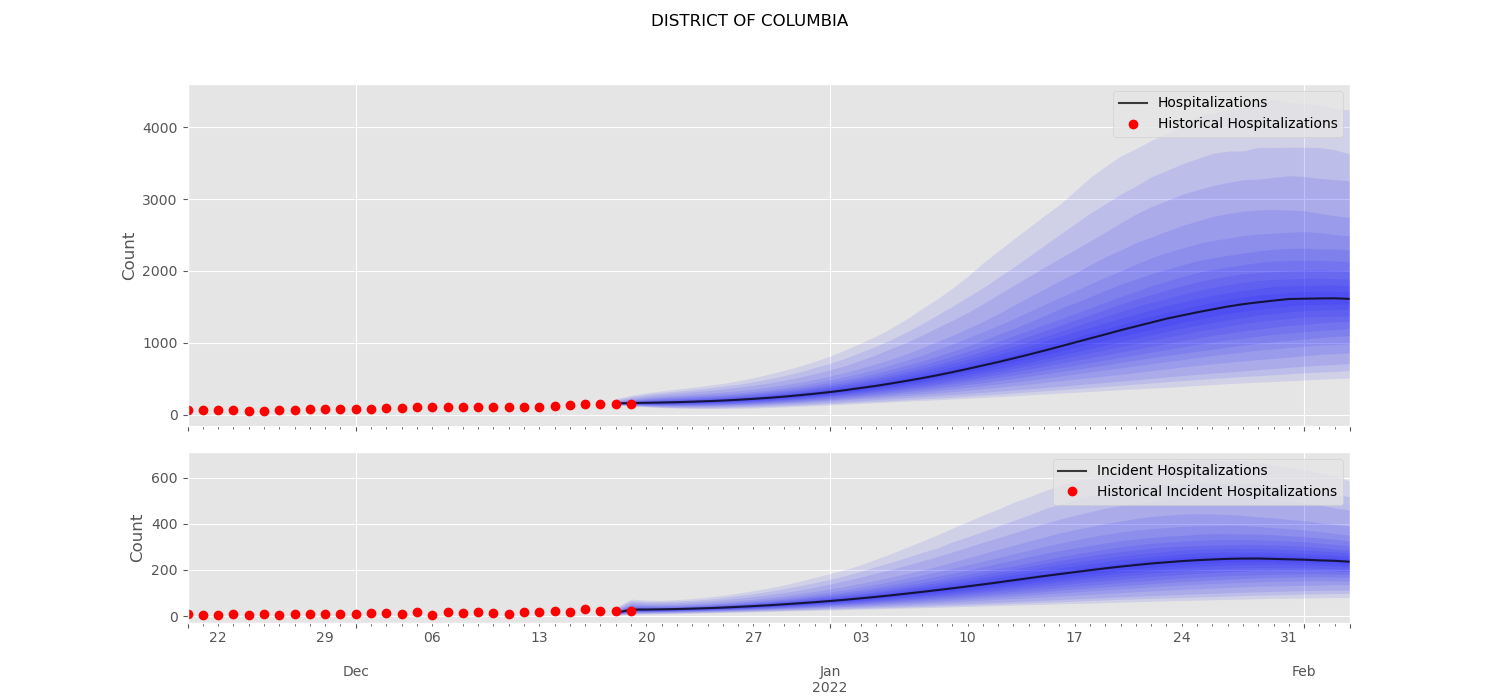 DISTRICT OF COLUMBIA
Hospitalizations
Historical Hospitalizations
4000
3000
2000
1000
0
Count
Incident Hospitalizations
Historical Incident Hospitalizations
600
400
200
0
Count
22 29 06 13 20 27 03 10 17 24 31
Dec Jan Feb
2022